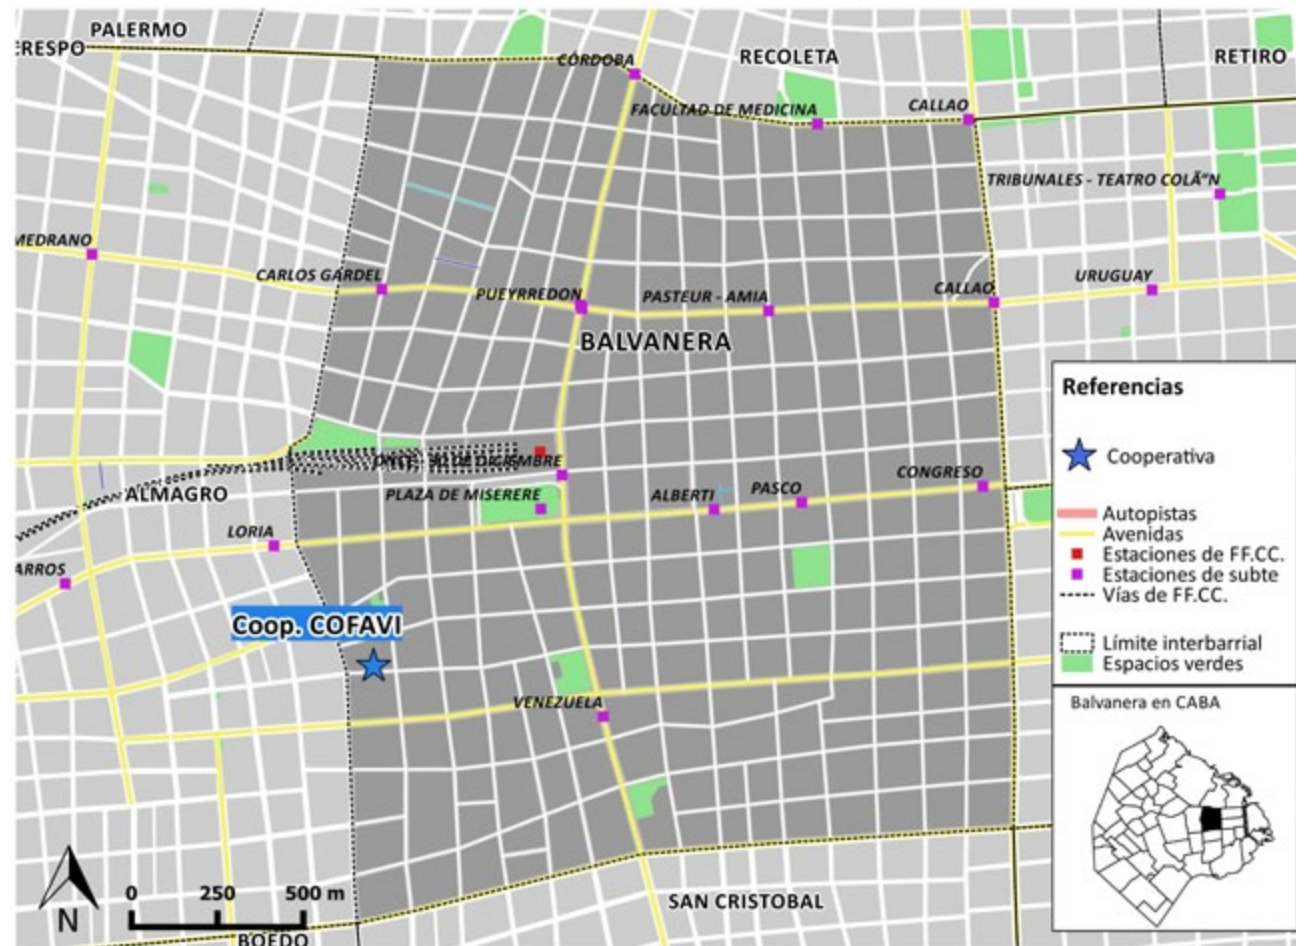 PALERMO
CRESPO
RECOLETA
RETIRO
CÓRDOBA
FACULTAD DE MEDICINA
CALLAO
TRIBUNALES - TEATRO COLÃ"N
MEDRANO
CARLOS GARDEL
PUEYRREDON
PASTEUR - AMIA
CALLAO
URUGUAY
BALVANERA
DICIEMBRE
PLAZA DE MISERERE
ALMAGRO
LORIA
ALBERTI
PASCO
CONGRESO
ARROS
Coop. COFAVI
VENEZUELA
SAN CRISTOBAL
BOEDO
N
0 250 500 m
Referencias
Cooperativa
Autopistas
Avenidas
Estaciones de FF.CC.
Estaciones de subte
Vías de FF.CC.
Límite interbarrial
Espacios verdes
Balvanera en CABA